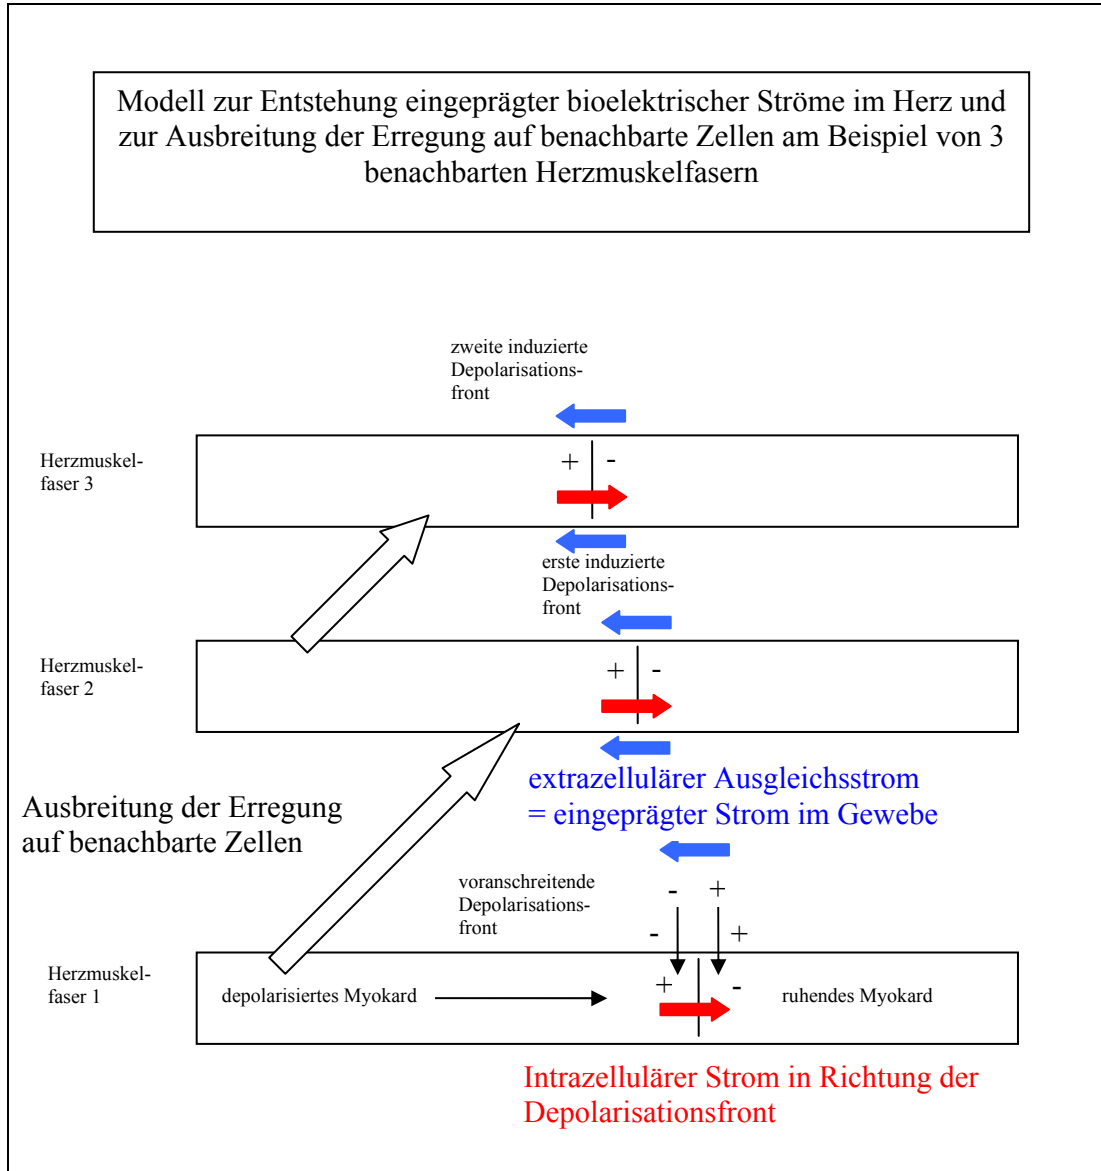 Modell zur Entstehung eingeprägter bioelektrischer Ströme im Herz und
zur Ausbreitung der Erregung auf benachbarte Zellen am Beispiel von 3
benachbarten Herzmuskelfasern
zweite induzierte
Depolarisations-
front
Herzmuskel-
faser 3
+ -
erste induzierte
Depolarisations-
front
Herzmuskel-
faser 2
+ -
extrazellulärer Ausgleichsstrom
= eingeprägter Strom im Gewebe
Ausbreitung der Erregung
auf benachbarte Zellen
voranschreitende
Depolarisations-
front
- +
- +
Herzmuskel-
faser 1
depolarisiertes Myokard
+ -
ruhendes Myokard
Intrazellulärer Strom in Richtung der
Depolarisationsfront